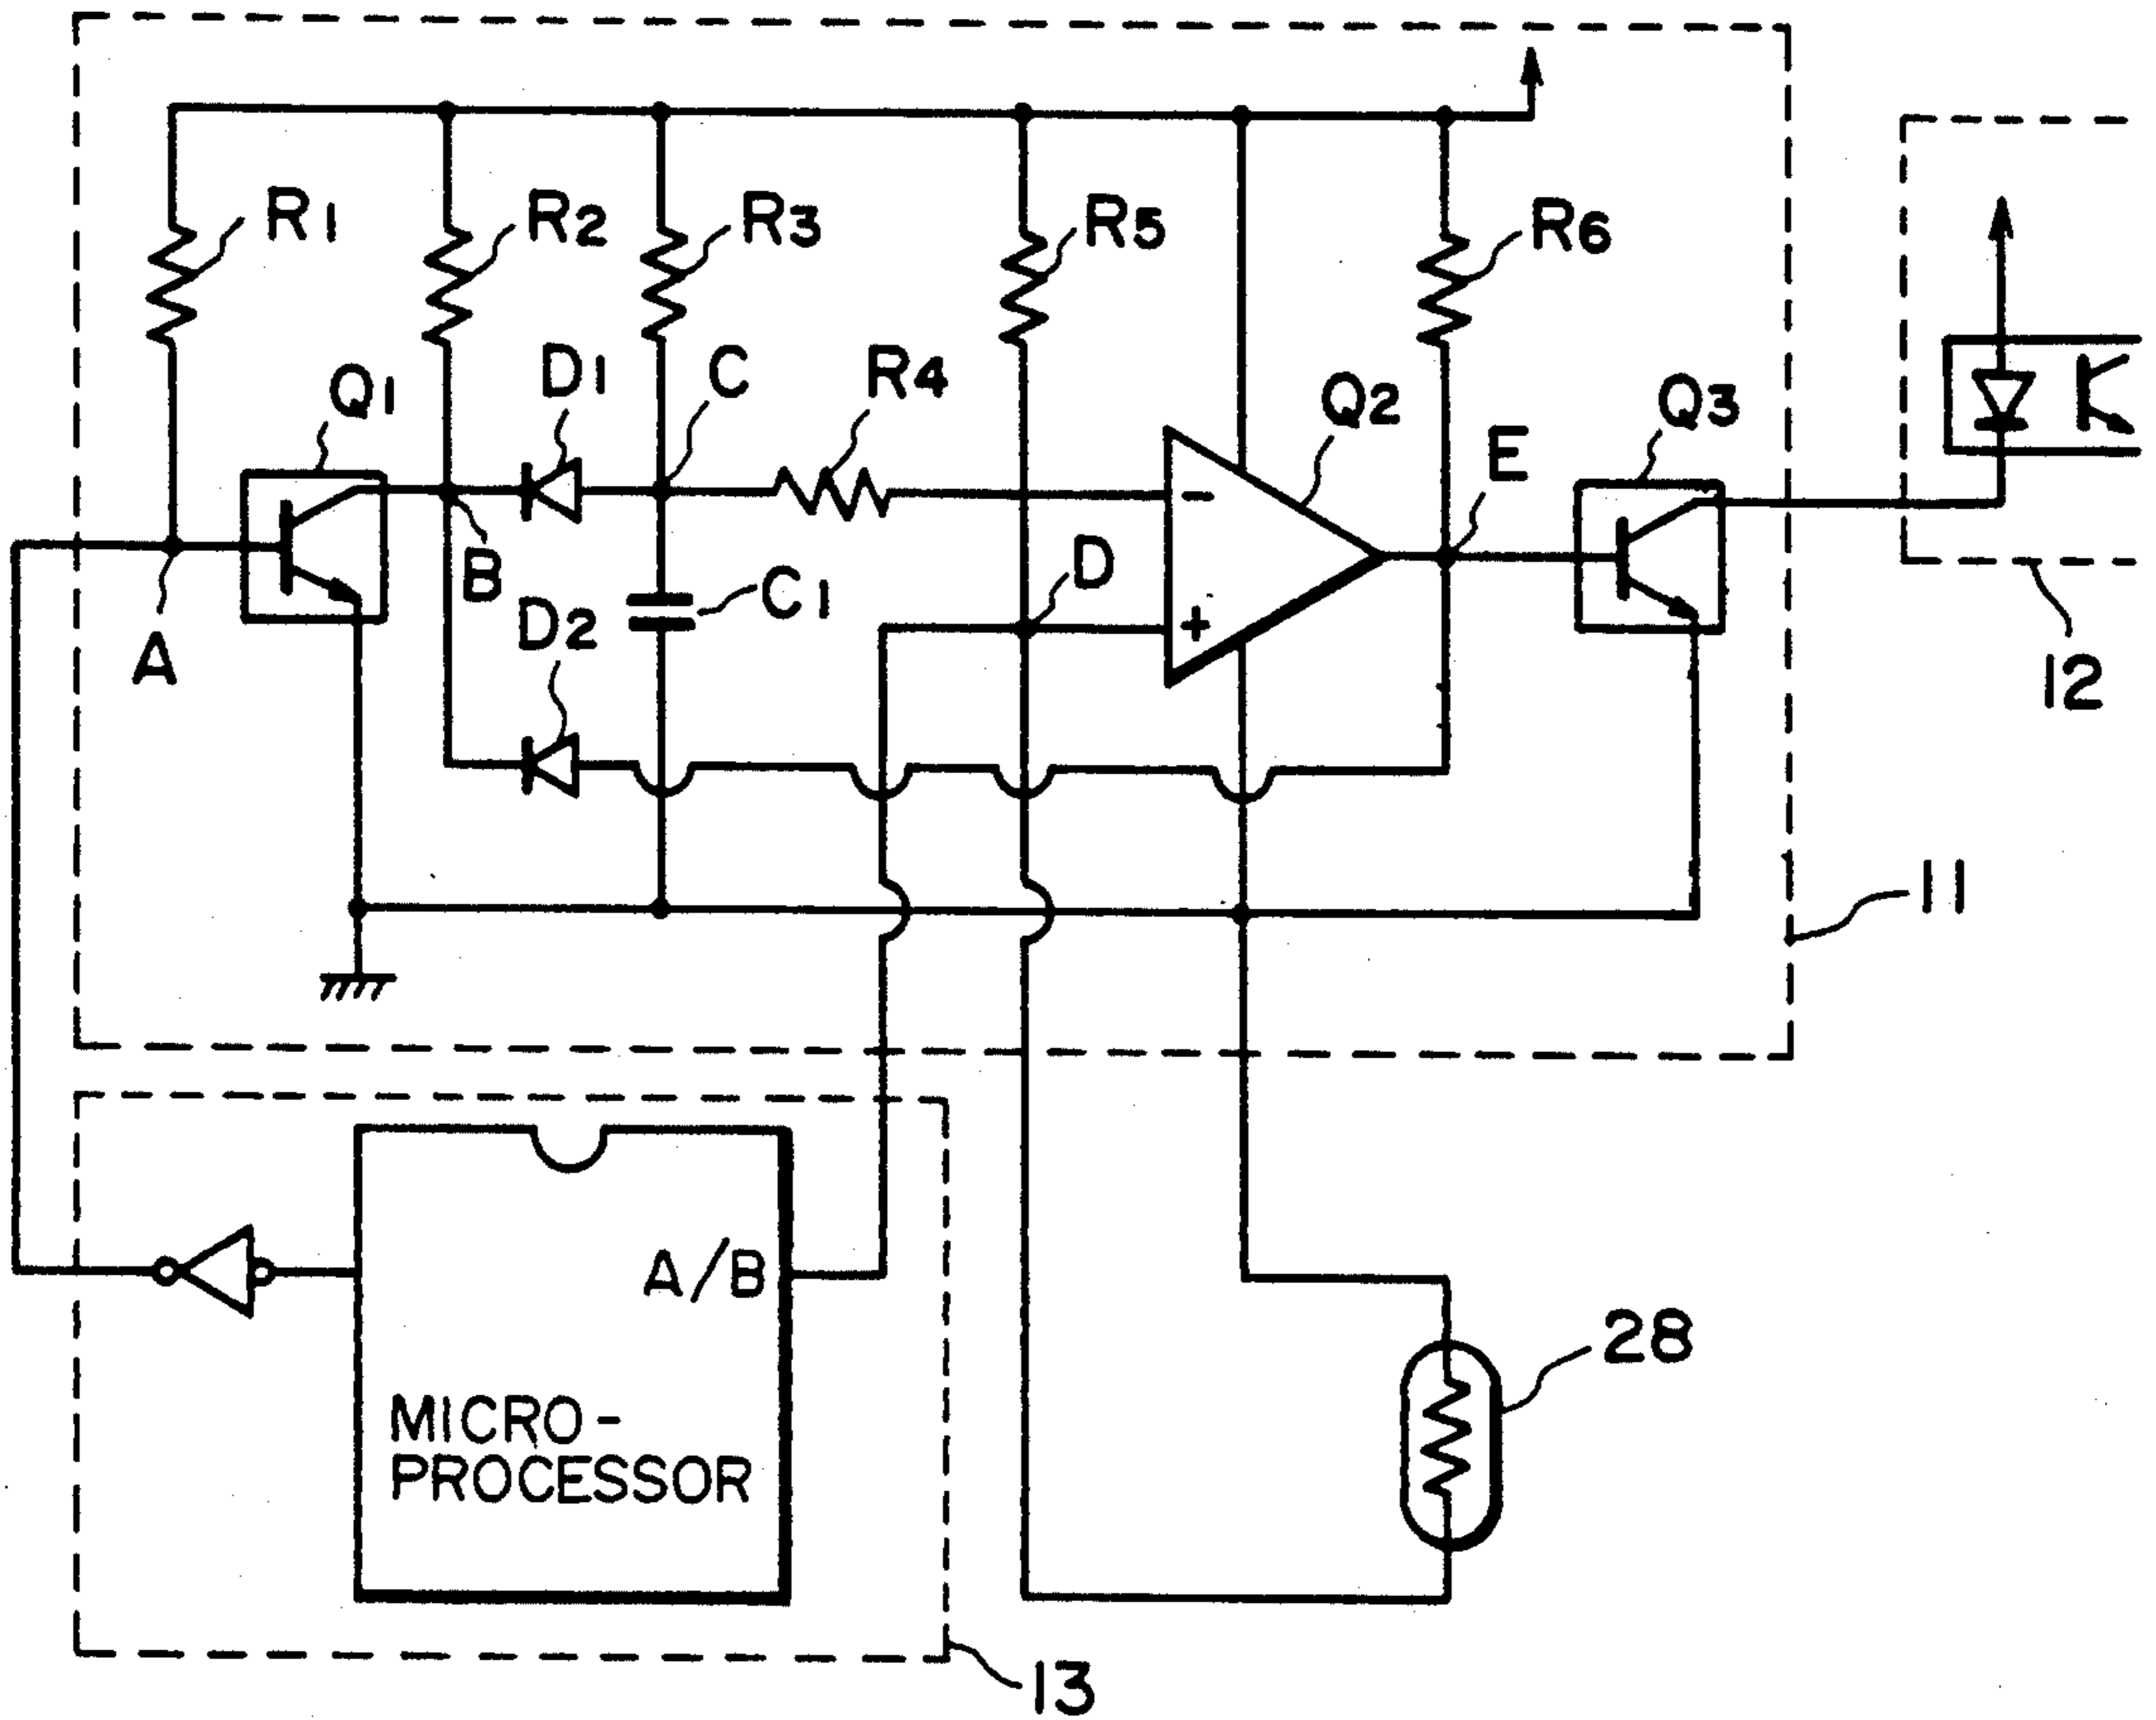 R1
R2
R3
R5
R6
Q1
D1
C
R4
Q2
Q3
E
B
D
C1
D2
A
12
-
+
11
A/B
28
MICRO-
PROCESSOR
13